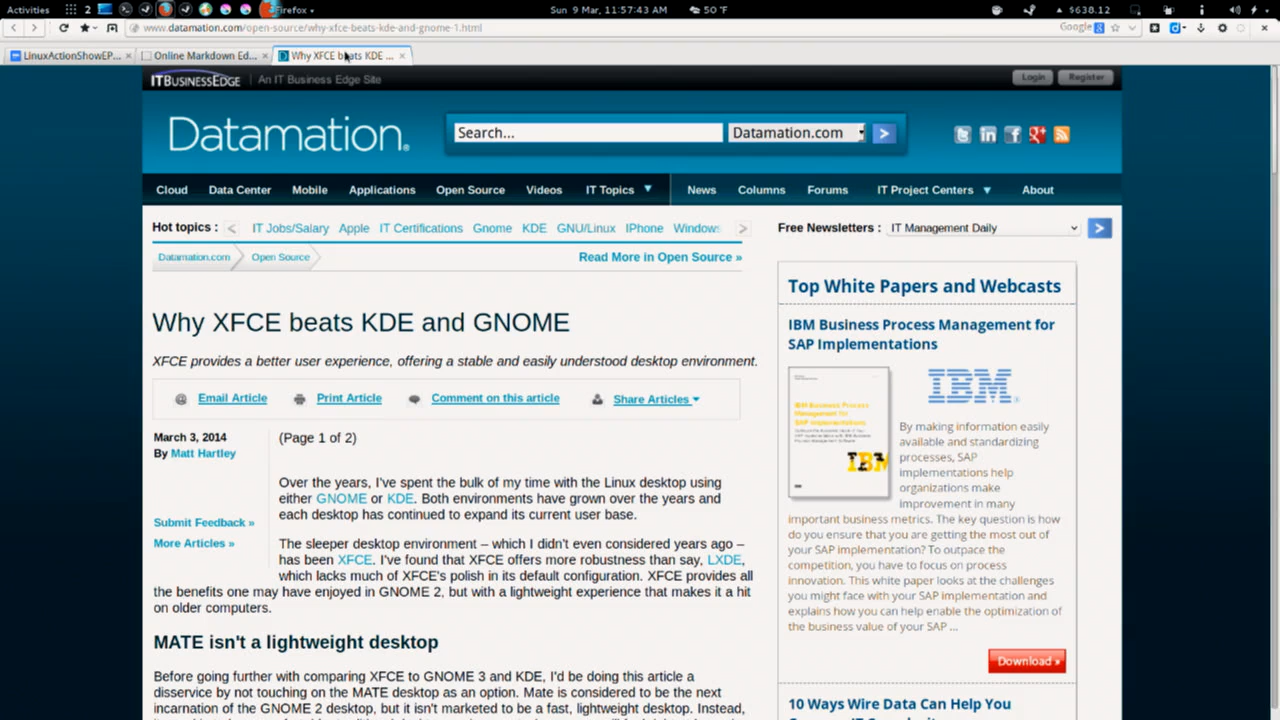 Activities
2
Firefox
Sun 9 Mar, 11:57:43 AM
50 °F
$638.12
www.datamation.com/open-source/why-xfce-beats-kde-and-gnome-1.html
Google
LinuxActionShowEP...
Online Markdown Ed...
Why XFCE beats KDE ...
ITBUSINESSEDGE
An IT Business Edge Site
Login
Register
Datamation.
Search...
Datamation.com
Cloud
Data Center
Mobile
Applications
Open Source
Videos
IT Topics
News
Columns
Forums
IT Project Centers
About
Hot topics : < IT Jobs/Salary Apple IT Certifications Gnome KDE GNU/Linux IPhone Windows >
Free Newsletters : IT Management Daily
Datamation.com
Open Source
Read More in Open Source »
Why XFCE beats KDE and GNOME
XFCE provides a better user experience, offering a stable and easily understood desktop environment.
Email Article
Print Article
Comment on this article
Share Articles
March 3, 2014
By Matt Hartley
Submit Feedback »
More Articles »
(Page 1 of 2)
Over the years, I've spent the bulk of my time with the Linux desktop using
either GNOME or KDE. Both environments have grown over the years and
each desktop has continued to expand its current user base.
The sleeper desktop environment – which I didn't even considered years ago –
has been XFCE. I've found that XFCE offers more robustness than say, LXDE,
which lacks much of XFCE's polish in its default configuration. XFCE provides all
the benefits one may have enjoyed in GNOME 2, but with a lightweight experience that makes it a hit
on older computers.
MATE isn't a lightweight desktop
Before going further with comparing XFCE to GNOME 3 and KDE, I'd be doing this article a
disservice by not touching on the MATE desktop as an option. Mate is considered to be the next
incarnation of the GNOME 2 desktop, but it isn't marketed to be a fast, lightweight desktop. Instead,
Top White Papers and Webcasts
IBM Business Process Management for
SAP Implementations
IBM Business Process
Management for
SAP Implementations
IBM
IBM
By making information easily
available and standardizing
processes, SAP
implementations help
organizations make
improvement in many
important business metrics. The key question is how
do you ensure that you are getting the most out of
your SAP implementation? To outpace the
competition, you have to focus on process
innovation. This white paper looks at the challenges
you might face with your SAP implementation and
explains how you can help enable the optimization of
the business value of your SAP ...
Download »
10 Ways Wire Data Can Help You